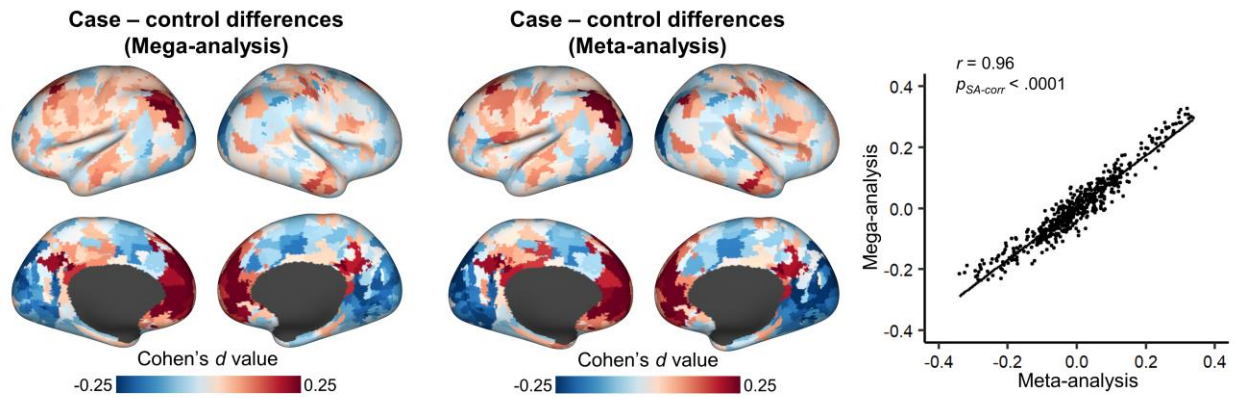 Case – control differences
(Mega-analysis)
Cohen's d value
-0.25
0.25
Case – control differences
(Meta-analysis)
Cohen's d value
-0.25
0.25
r = 0.96
pSA-corr < .0001
Mega-analysis
0.4
0.2
0.0
-0.2
-0.4
-0.4
-0.2
0.0
0.2
0.4
Meta-analysis